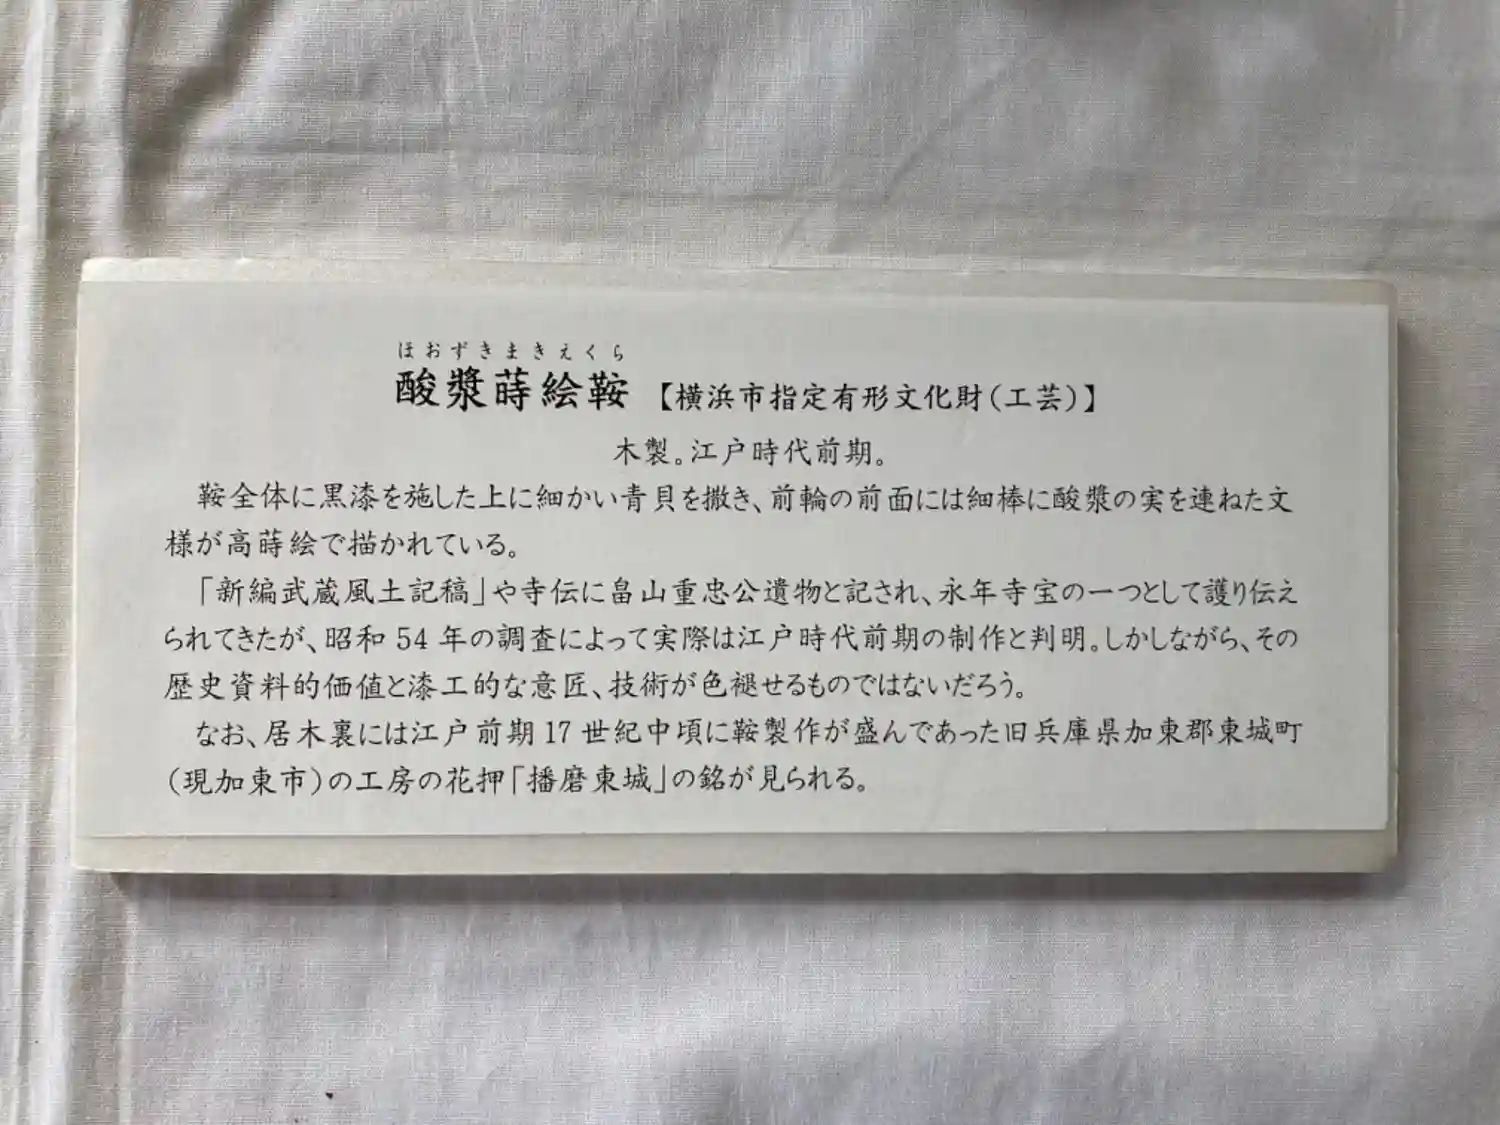 ほおずきまきえくら
酸漿蒔絵鞍 【横浜市指定有形文化財（工芸）】
木製。江戸時代前期。
鞍全体に黒漆を施した上に細かい青貝を撒き、前輪の前面には細棒に酸漿の実を連ねた文
様が高蒔絵で描かれている。
「新編武蔵風土記稿」や寺伝に畠山重忠公遺物と記され、永年寺宝の一つとして護り伝え
られてきたが、昭和 54 年の調査によって実際は江戸時代前期の制作と判明。しかしながら、その
歴史資料的価値と漆工的な意匠、技術が色褪せるものではないだろう。
なお、居木裏には江戸前期 17 世紀中頃に鞍製作が盛んであった旧兵庫県加東郡東城町
（現加東市）の工房の花押「播磨東城」の銘が見られる。